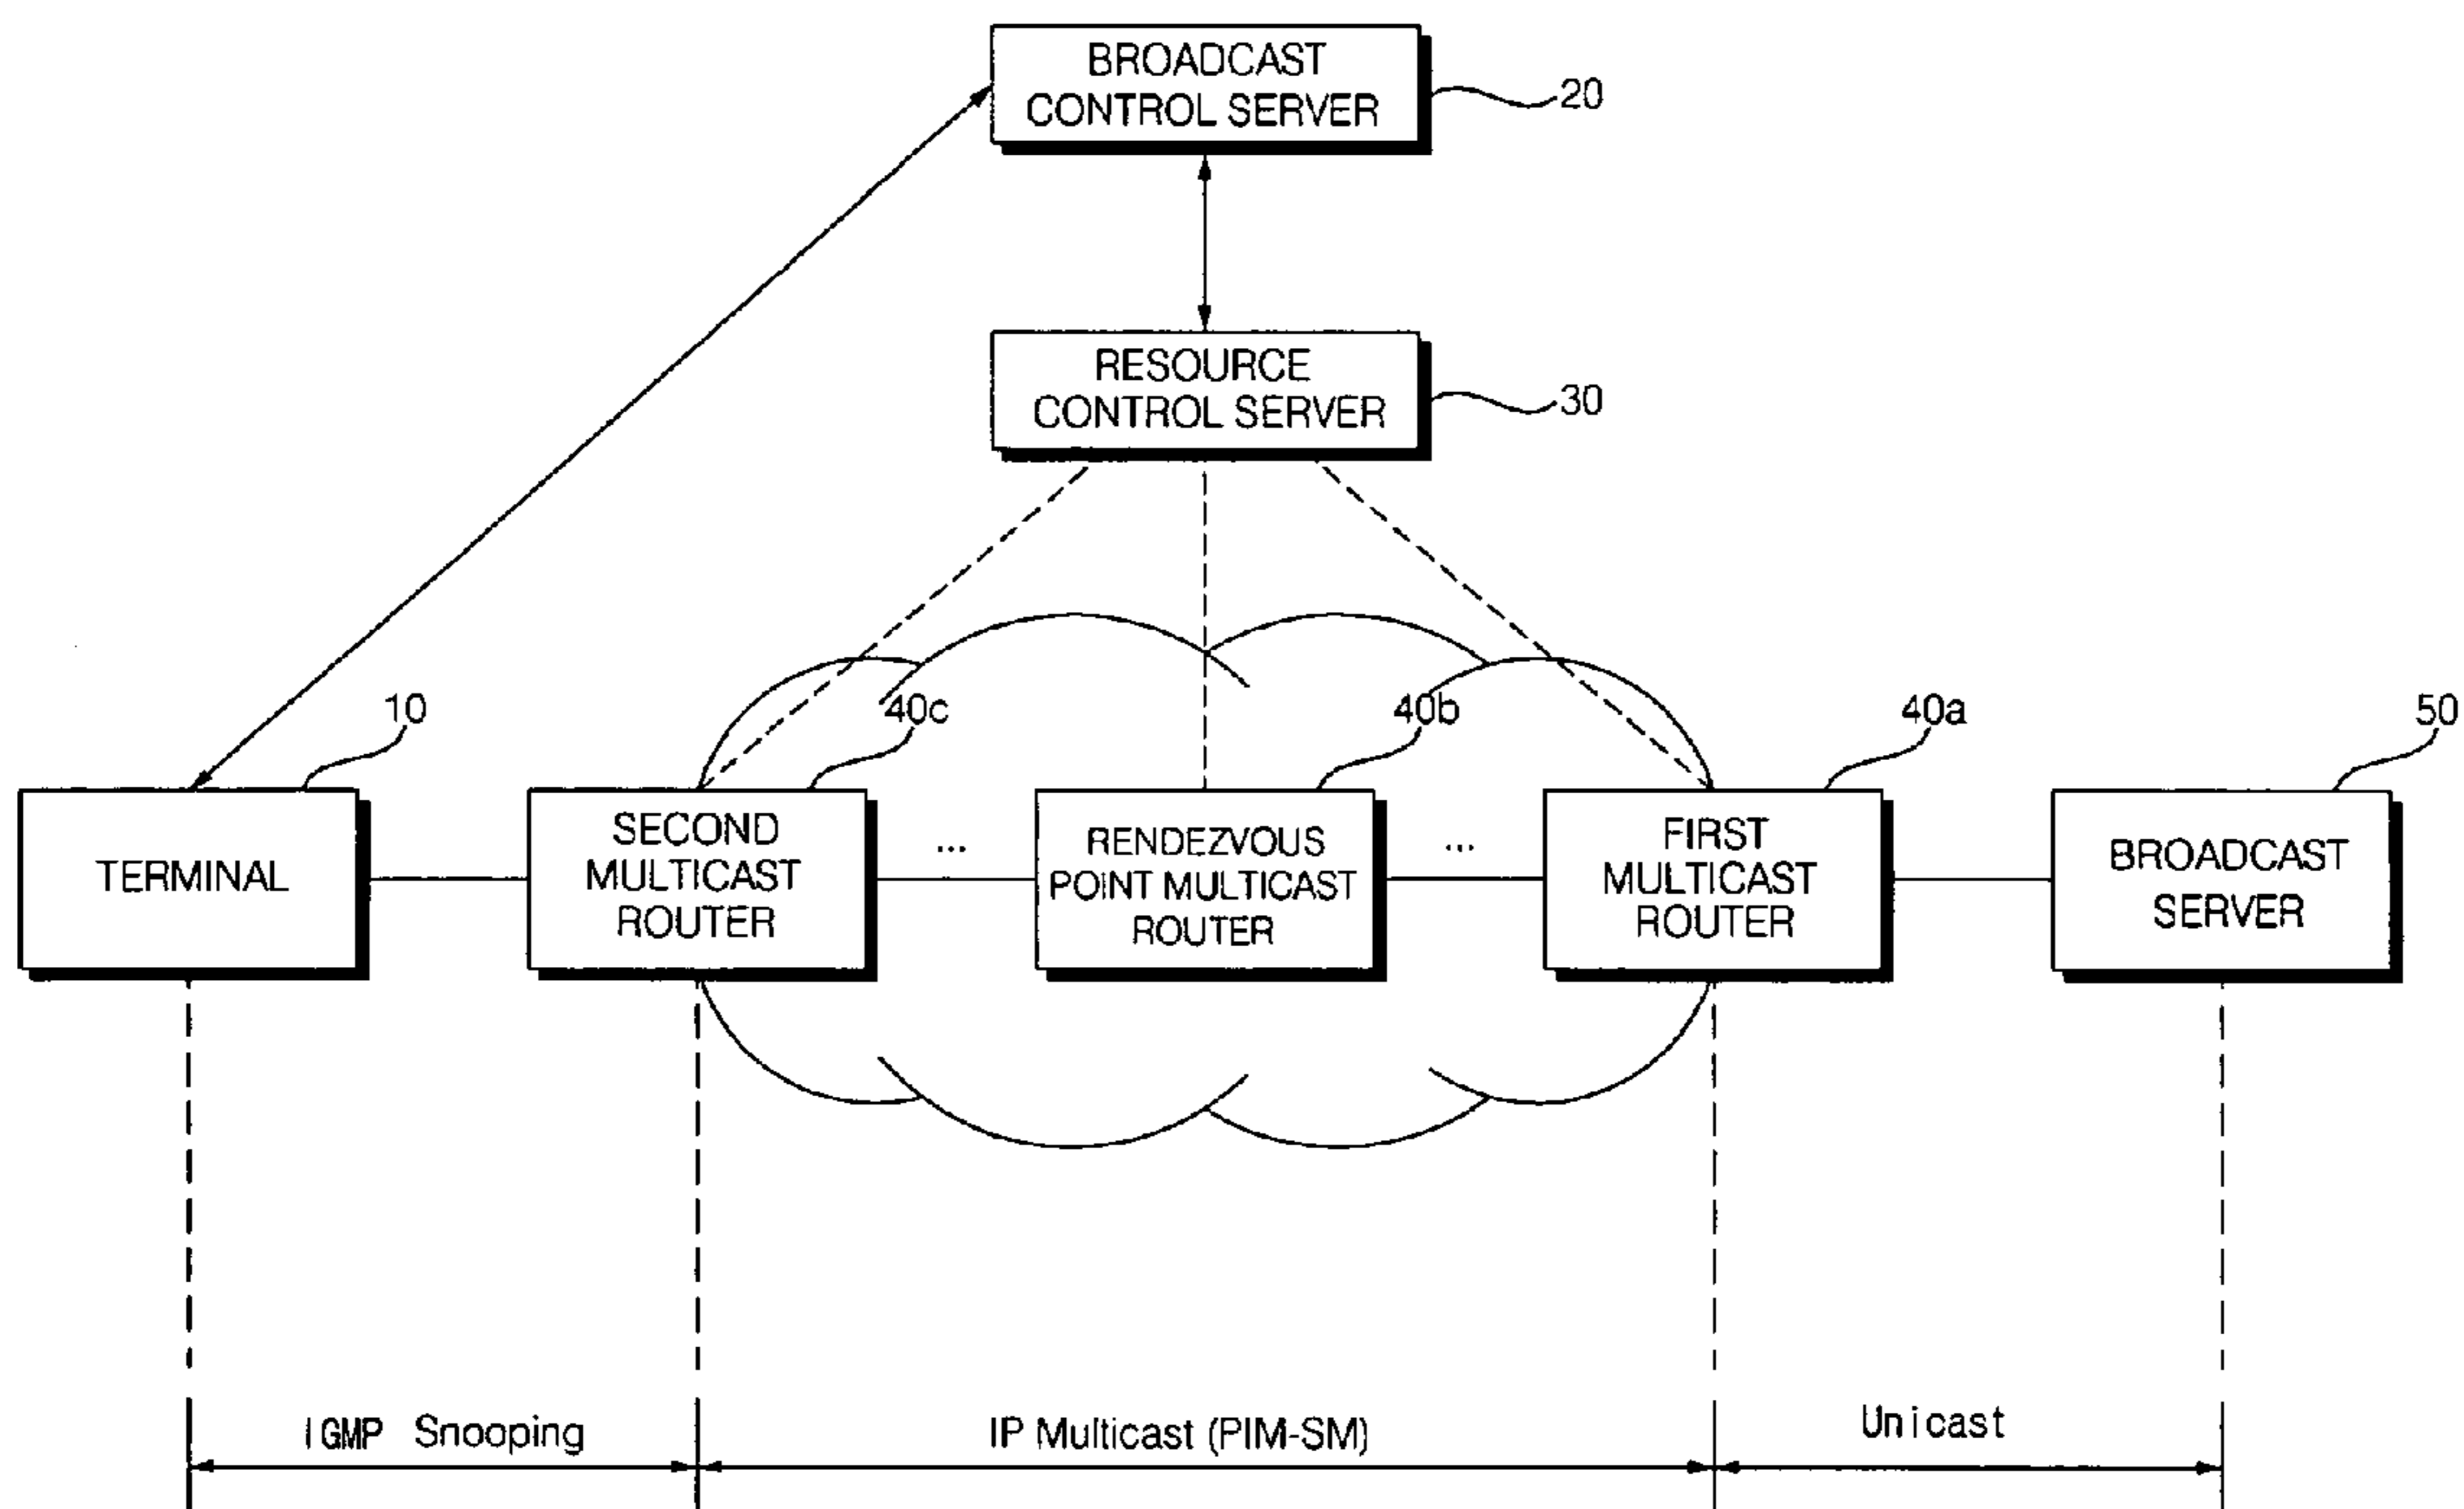 BROADCAST
CONTROL SERVER
20
RESOURCE
CONTROL SERVER
30
10
40c
40b
40a
50
TERMINAL
SECOND
MULTICAST
ROUTER
...
RENDEZVOUS
POINT MULTICAST
ROUTER
...
FIRST
MULTICAST
ROUTER
BROADCAST
SERVER
IGMP Snooping
IP Multicast (PIM-SM)
Unicast